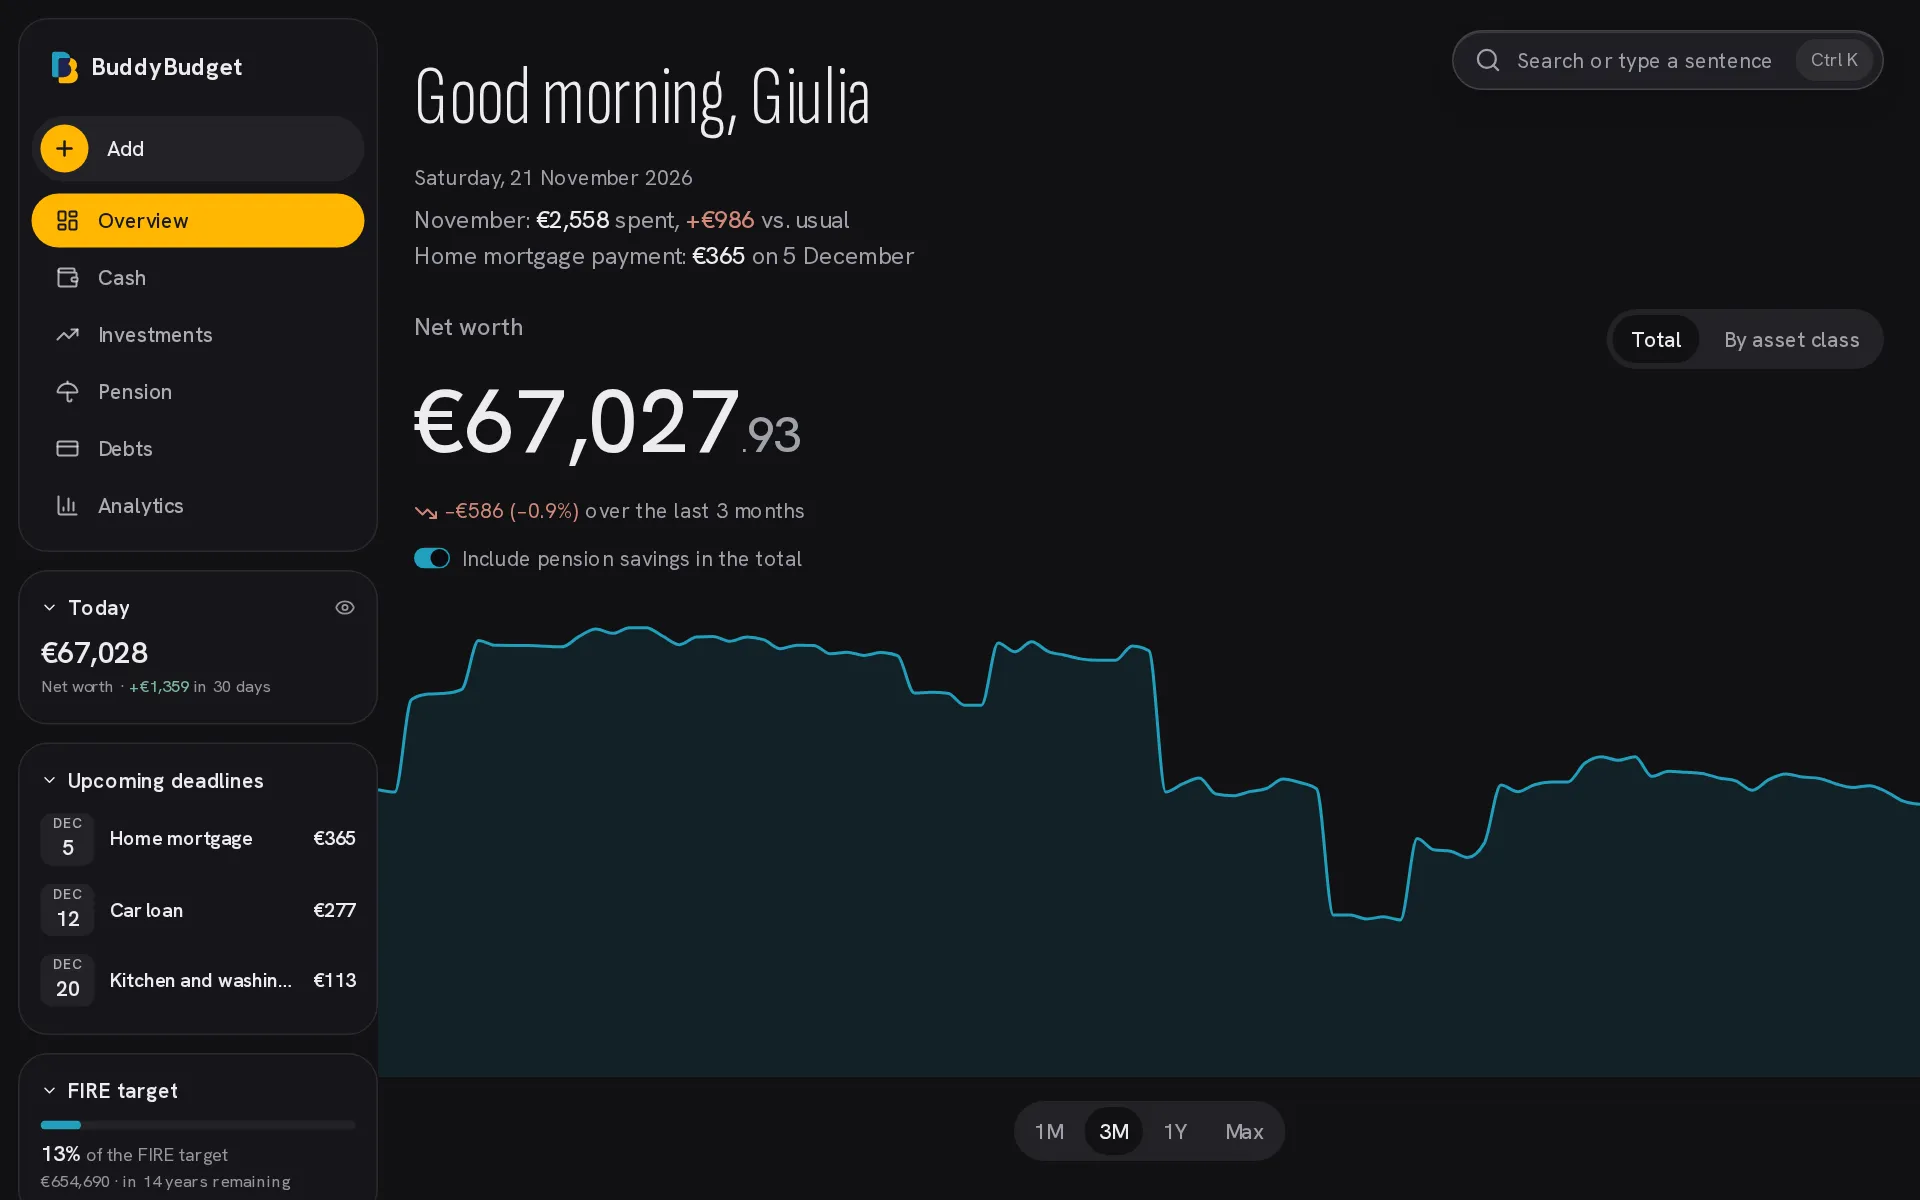 BuddyBudget
Add
Overview
Cash
Investments
Pension
Debts
Analytics
Today
€67,028
Net worth · +€1,359 in 30 days
Upcoming deadlines
DEC
5
Home mortgage
€365
DEC
12
Car loan
€277
DEC
20
Kitchen and washin...
€113
FIRE target
13% of the FIRE target
€654,690 · in 14 years remaining
Good morning, Giulia
Search or type a sentence
Ctrl K
Saturday, 21 November 2026
November: €2,558 spent, +€986 vs. usual
Home mortgage payment: €365 on 5 December
Net worth
Total
By asset class
€67,027.93
−€586 (−0.9%) over the last 3 months
Include pension savings in the total
1M
3M
1Y
Max